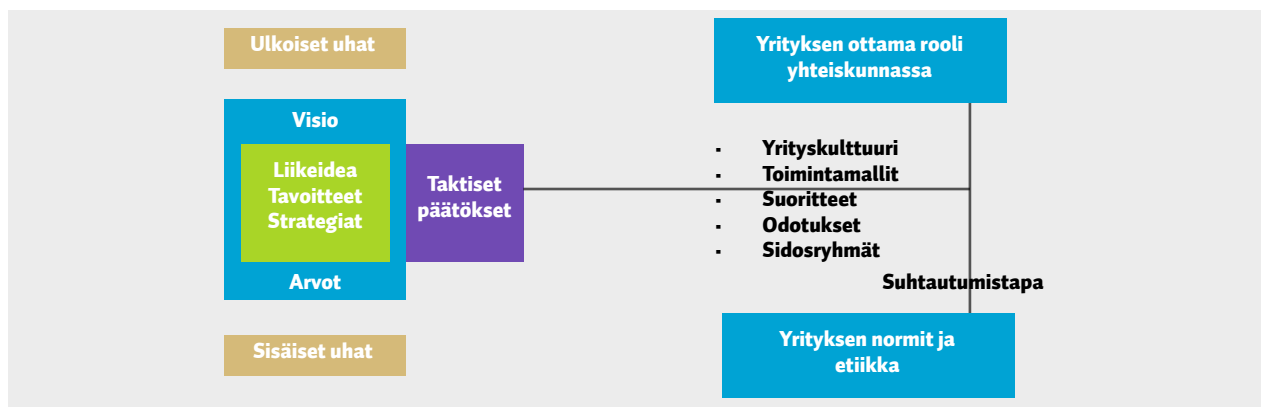 Ulkoiset uhat
Visio
Liikeidea
Tavoitteet
Strategiat
Arvot
Sisäiset uhat
Taktiset
päätökset
Yrityksen ottama rooli
yhteiskunnassa
- Yrityskulttuuri
- Toimintamallit
- Suoritteet
- Odotukset
- Sidosryhmät
Suhtautumistapa
Yrityksen normit ja
etiikka